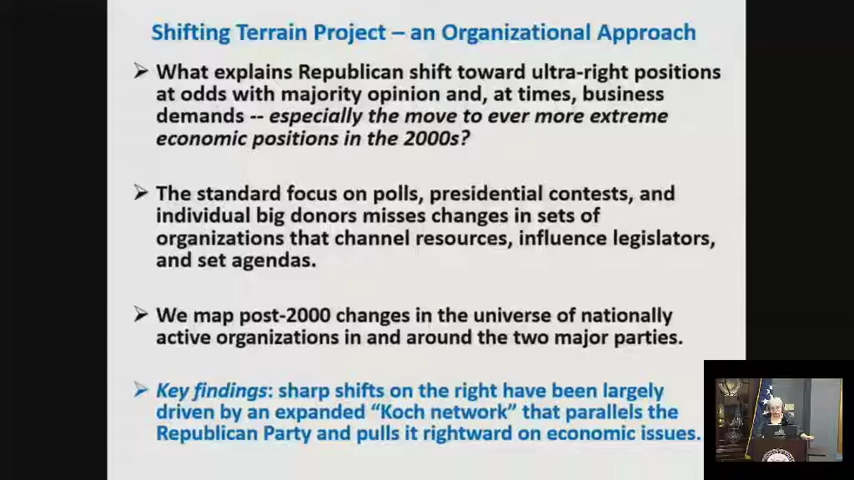 Shifting Terrain Project – an Organizational Approach
➢ What explains Republican shift toward ultra-right positions
at odds with majority opinion and, at times, business
demands -- especially the move to ever more extreme
economic positions in the 2000s?
➢ The standard focus on polls, presidential contests, and
individual big donors misses changes in sets of
organizations that channel resources, influence legislators,
and set agendas.
➢ We map post-2000 changes in the universe of nationally
active organizations in and around the two major parties.
➢ Key findings: sharp shifts on the right have been largely
driven by an expanded “Koch network” that parallels the
Republican Party and pulls it rightward on economic issues.